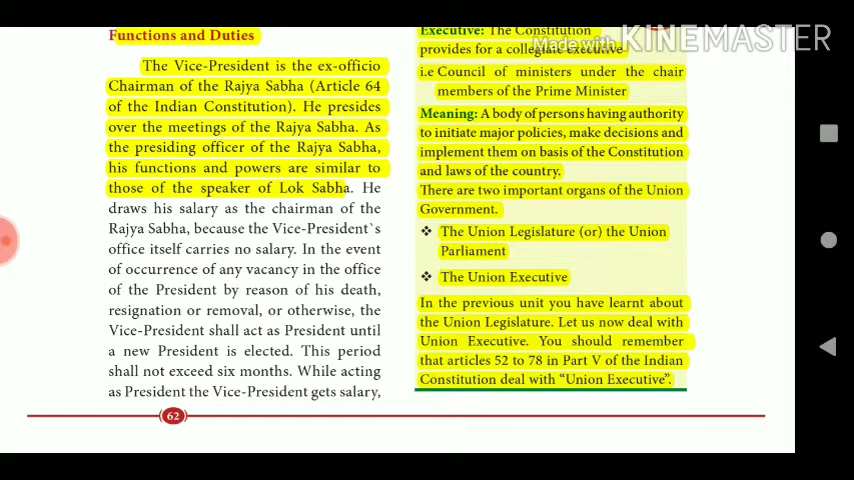 Functions and Duties
The Vice-President is the ex-officio
Chairman of the Rajya Sabha (Article 64
of the Indian Constitution). He presides
over the meetings of the Rajya Sabha. As
the presiding officer of the Rajya Sabha,
his functions and powers are similar to
those of the speaker of Lok Sabha. He
draws his salary as the chairman of the
Rajya Sabha, because the Vice-President`s
office itself carries no salary. In the event
of occurrence of any vacancy in the office
of the President by reason of his death,
resignation or removal, or otherwise, the
Vice-President shall act as President until
a new President is elected. This period
shall not exceed six months. While acting
as President the Vice-President gets salary,
Executive: The Constitution
provides for a collegiate executive
i.e Council of ministers under the chair
members of the Prime Minister
Meaning: A body of persons having authority
to initiate major policies, make decisions and
implement them on basis of the Constitution
and laws of the country.
There are two important organs of the Union
Government.
❖ The Union Legislature (or) the Union
Parliament
❖ The Union Executive
In the previous unit you have learnt about
the Union Legislature. Let us now deal with
Union Executive. You should remember
that articles 52 to 78 in Part V of the Indian
Constitution deal with “Union Executive”.
62
Made with KINEMASTER